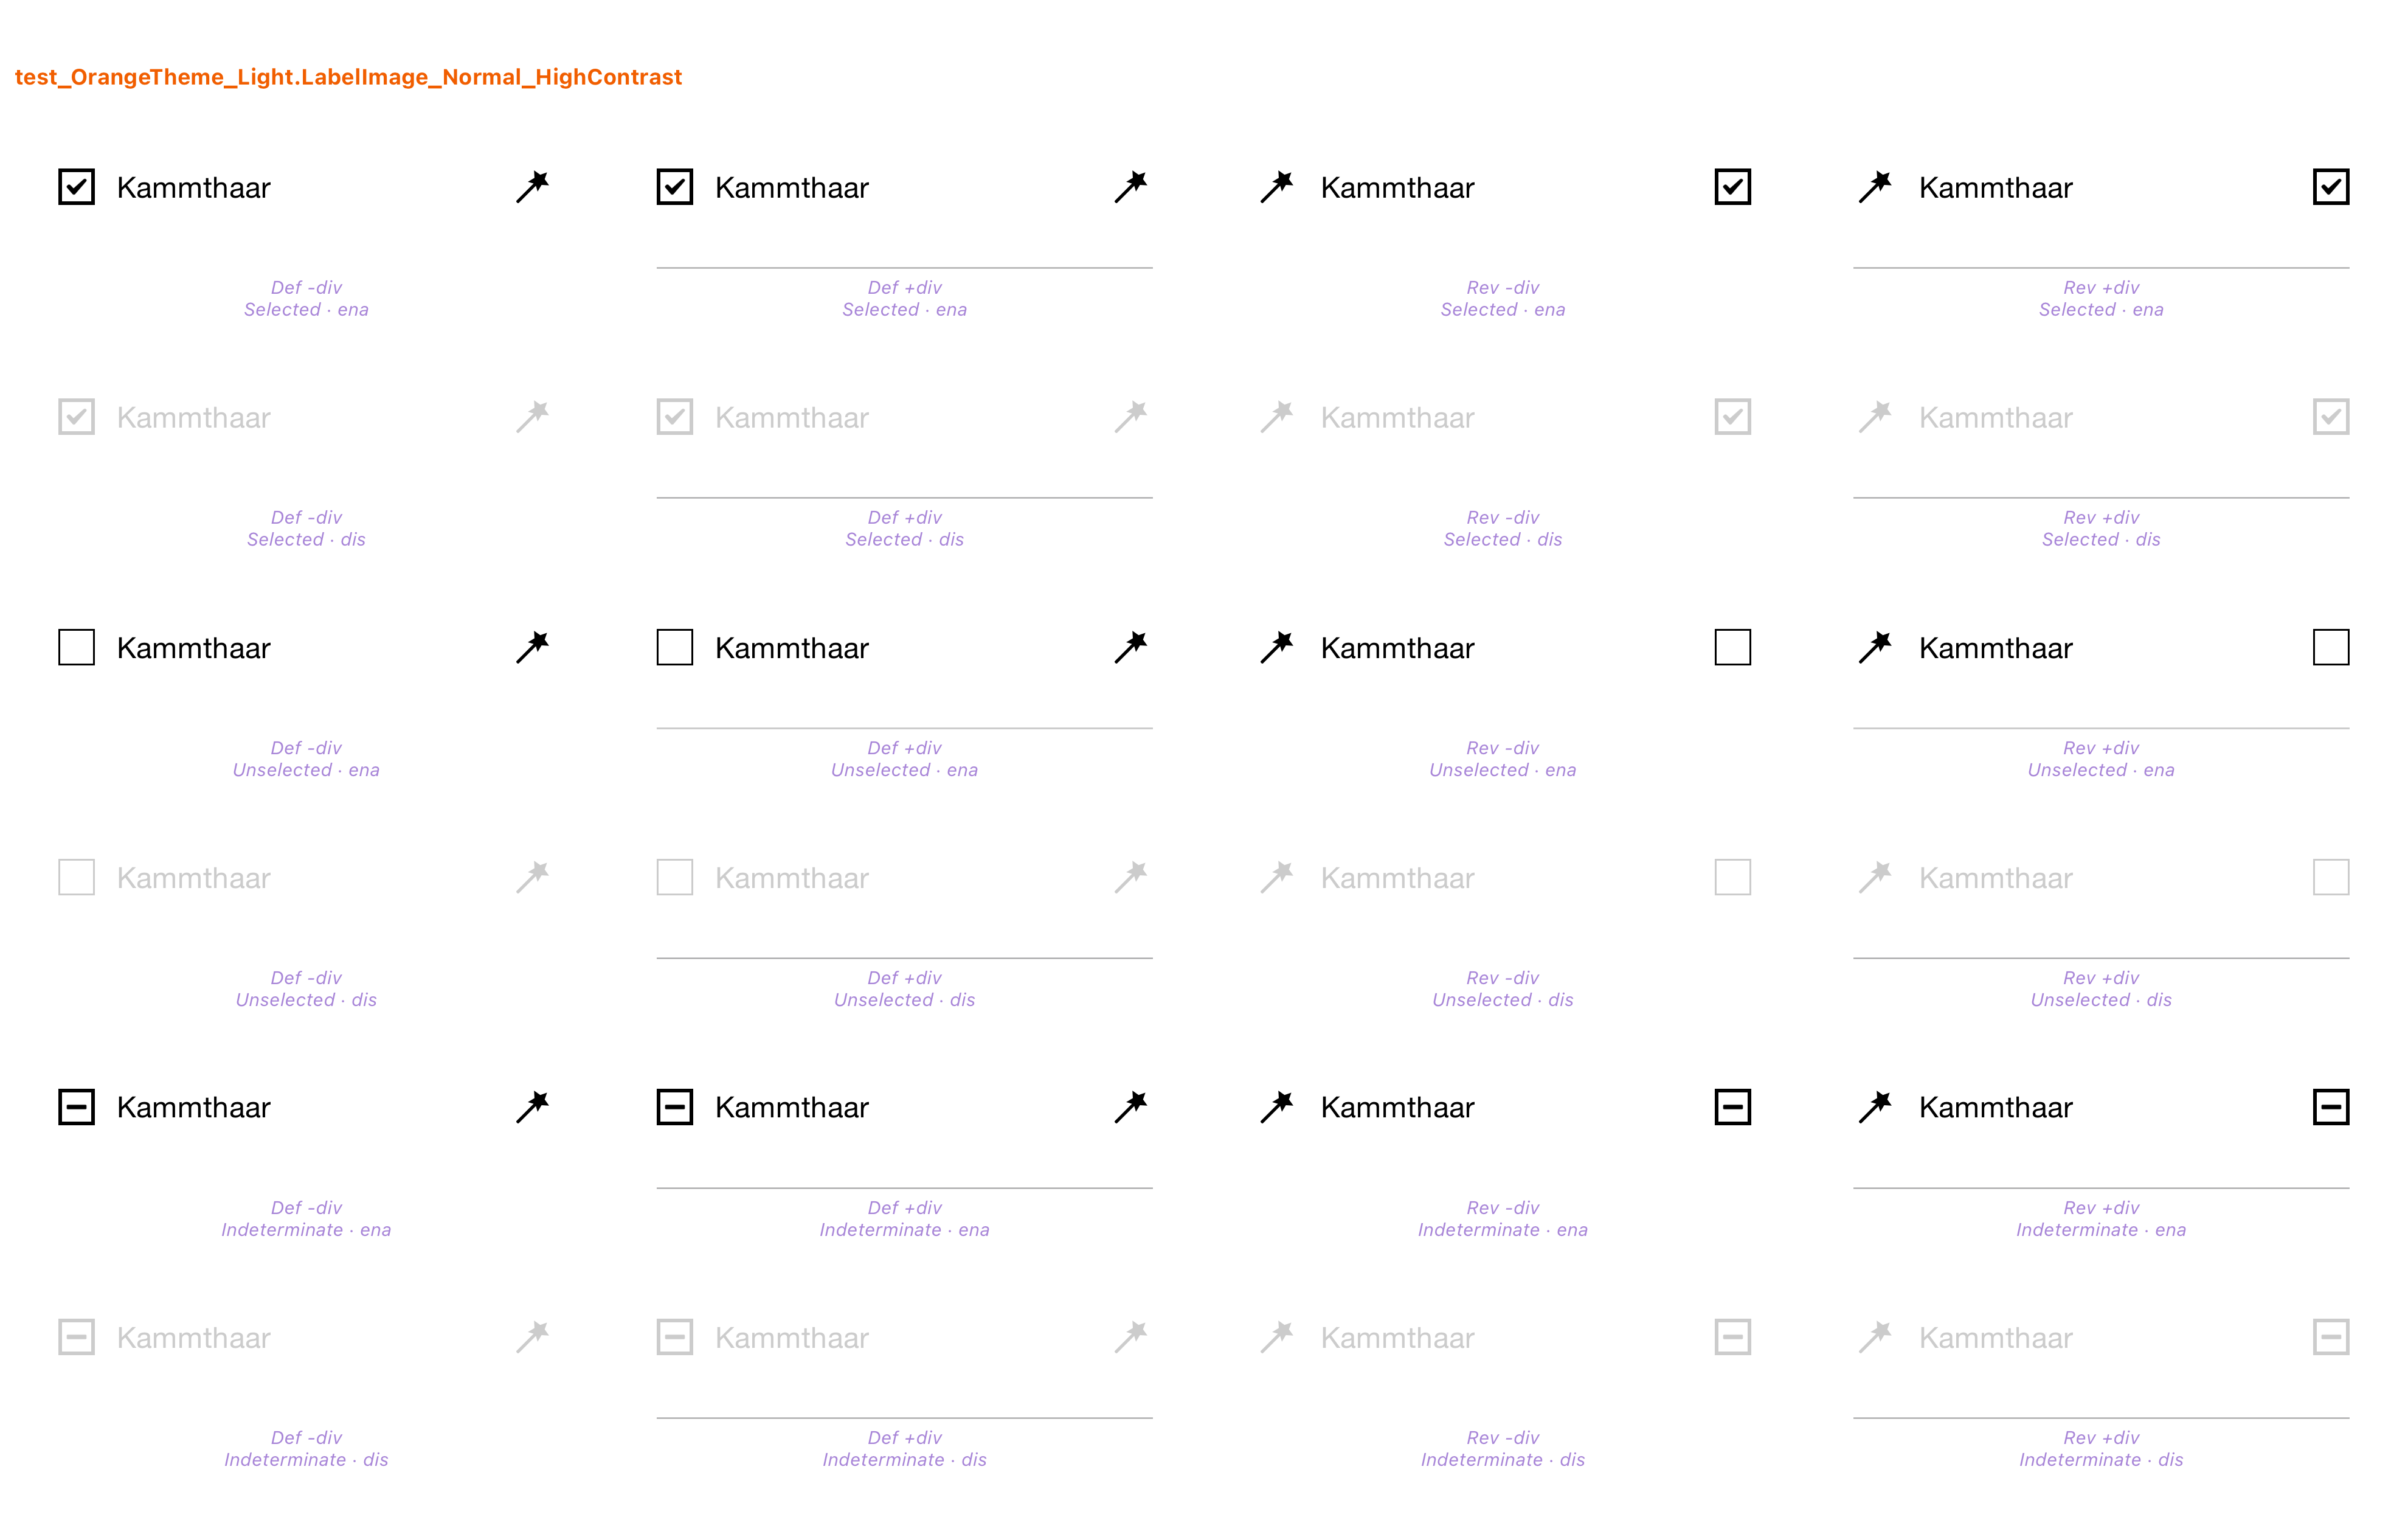 test_OrangeTheme_Light.LabelImage_Normal_HighContrast
Kammthaar
Kammthaar
Kammthaar
Kammthaar
Def -div
Selected · ena
Def +div
Selected · ena
Rev -div
Selected · ena
Rev +div
Selected · ena
Kammthaar
Kammthaar
Kammthaar
Kammthaar
Def -div
Selected · dis
Def +div
Selected · dis
Rev -div
Selected · dis
Rev +div
Selected · dis
Kammthaar
Kammthaar
Kammthaar
Kammthaar
Def -div
Unselected · ena
Def +div
Unselected · ena
Rev -div
Unselected · ena
Rev +div
Unselected · ena
Kammthaar
Kammthaar
Kammthaar
Kammthaar
Def -div
Unselected · dis
Def +div
Unselected · dis
Rev -div
Unselected · dis
Rev +div
Unselected · dis
Kammthaar
Kammthaar
Kammthaar
Kammthaar
Def -div
Indeterminate · ena
Def +div
Indeterminate · ena
Rev -div
Indeterminate · ena
Rev +div
Indeterminate · ena
Kammthaar
Kammthaar
Kammthaar
Kammthaar
Def -div
Indeterminate · dis
Def +div
Indeterminate · dis
Rev -div
Indeterminate · dis
Rev +div
Indeterminate · dis